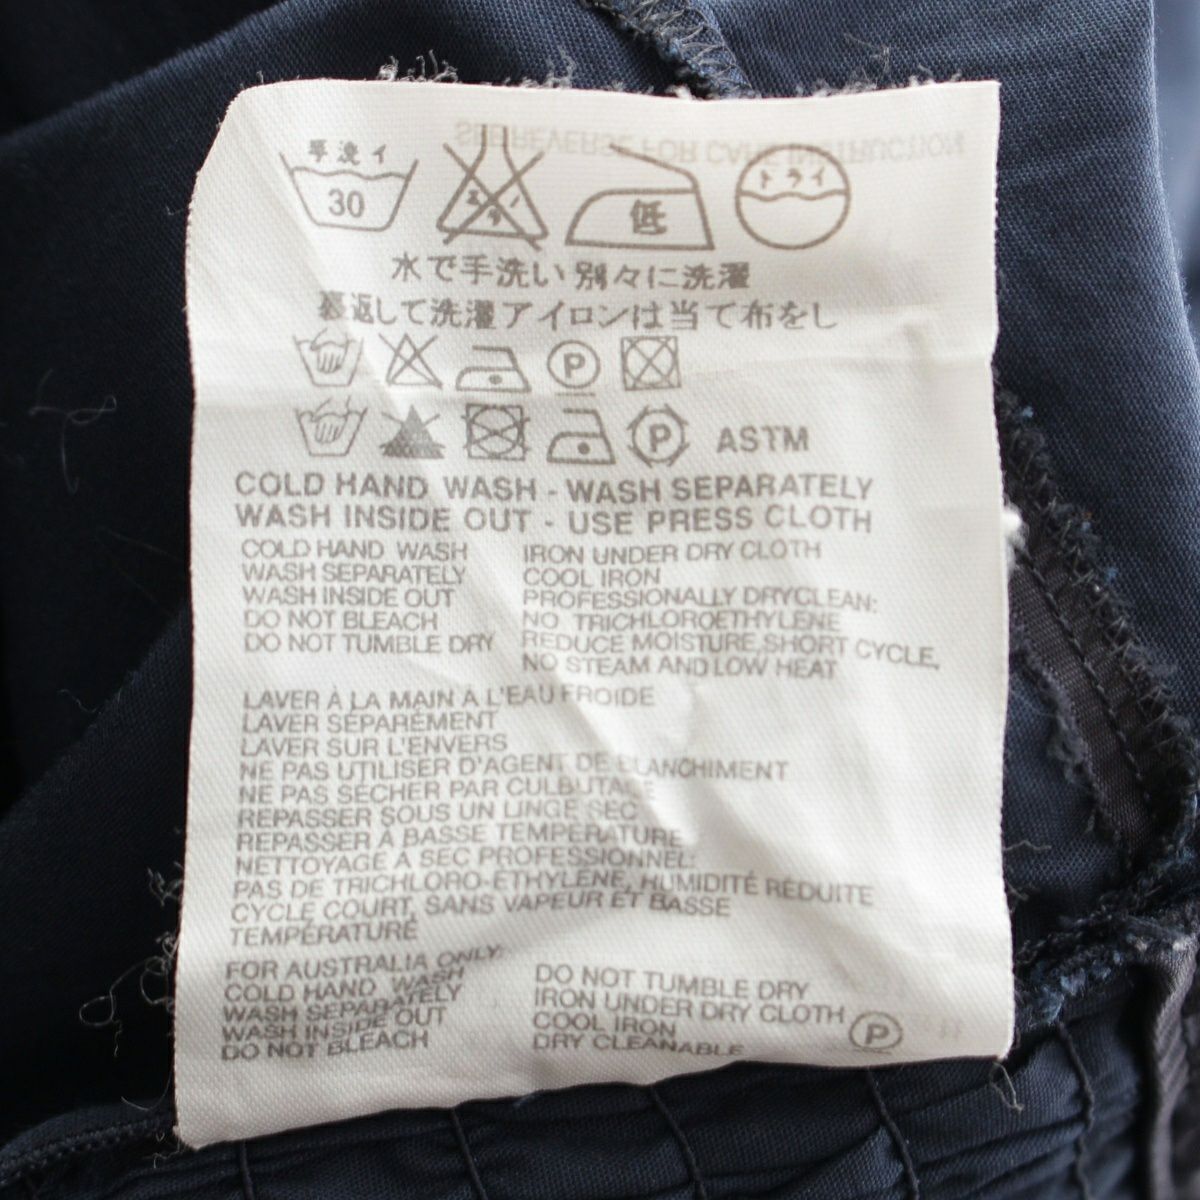 SEE REVERSE FOR CARE INSTRUCTION
手洗イ
30
エンソ
低
ドライ
水で手洗い別々に洗濯
裏返して洗濯アイロンは当て布をし
P
P ASTM
COLD HAND WASH - WASH SEPARATELY
WASH INSIDE OUT - USE PRESS CLOTH
COLD HAND WASH
WASH SEPARATELY
WASH INSIDE OUT
DO NOT BLEACH
DO NOT TUMBLE DRY
IRON UNDER DRY CLOTH
COOL IRON
PROFESSIONALLY DRYCLEAN:
NO TRICHLOROETHYLENE
REDUCE MOISTURE,SHORT CYCLE,
NO STEAM AND LOW HEAT
LAVER À LA MAIN À L'EAU FROIDE
LAVER SÉPARÉMENT
LAVER SUR L'ENVERS
NE PAS UTILISER D'AGENT DE BLANCHIMENT
NE PAS SÉCHER PAR CULBUTAGE
REPASSER SOUS UN LINGE SEC
REPASSER À BASSE TEMPÉRATURE
NETTOYAGE À SEC PROFESSIONNEL:
PAS DE TRICHLORO-ÉTHYLÈNE, HUMIDITÉ RÉDUITE
CYCLE COURT, SANS VAPEUR ET BASSE
TEMPÉRATURE
FOR AUSTRALIA ONLY:
COLD HAND WASH
WASH SEPARATELY
WASH INSIDE OUT
DO NOT BLEACH
DO NOT TUMBLE DRY
IRON UNDER DRY CLOTH
COOL IRON
DRY CLEANABLE
P